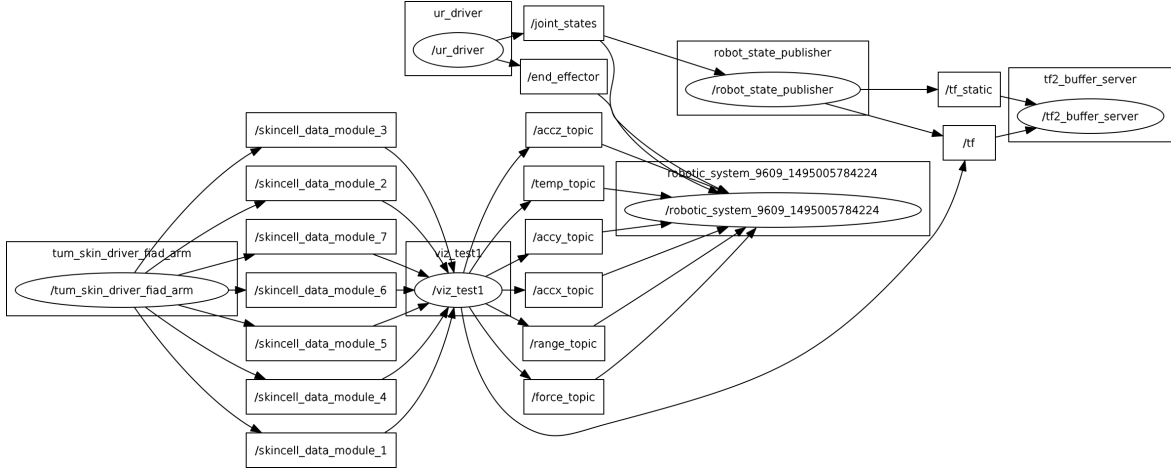 ur_driver
/ur_driver
/joint_states
/end_effector
robot_state_publisher
/robot_state_publisher
/tf_static
/tf
tf2_buffer_server
/tf2_buffer_server
/skincell_data_module_3
/skincell_data_module_2
/skincell_data_module_7
/skincell_data_module_6
/skincell_data_module_5
/skincell_data_module_4
/skincell_data_module_1
tum_skin_driver_fiad_arm
/tum_skin_driver_fiad_arm
viz_test1
/viz_test1
/accz_topic
/temp_topic
/accy_topic
/accx_topic
/range_topic
/force_topic
robotic_system_9609_1495005784224
/robotic_system_9609_1495005784224